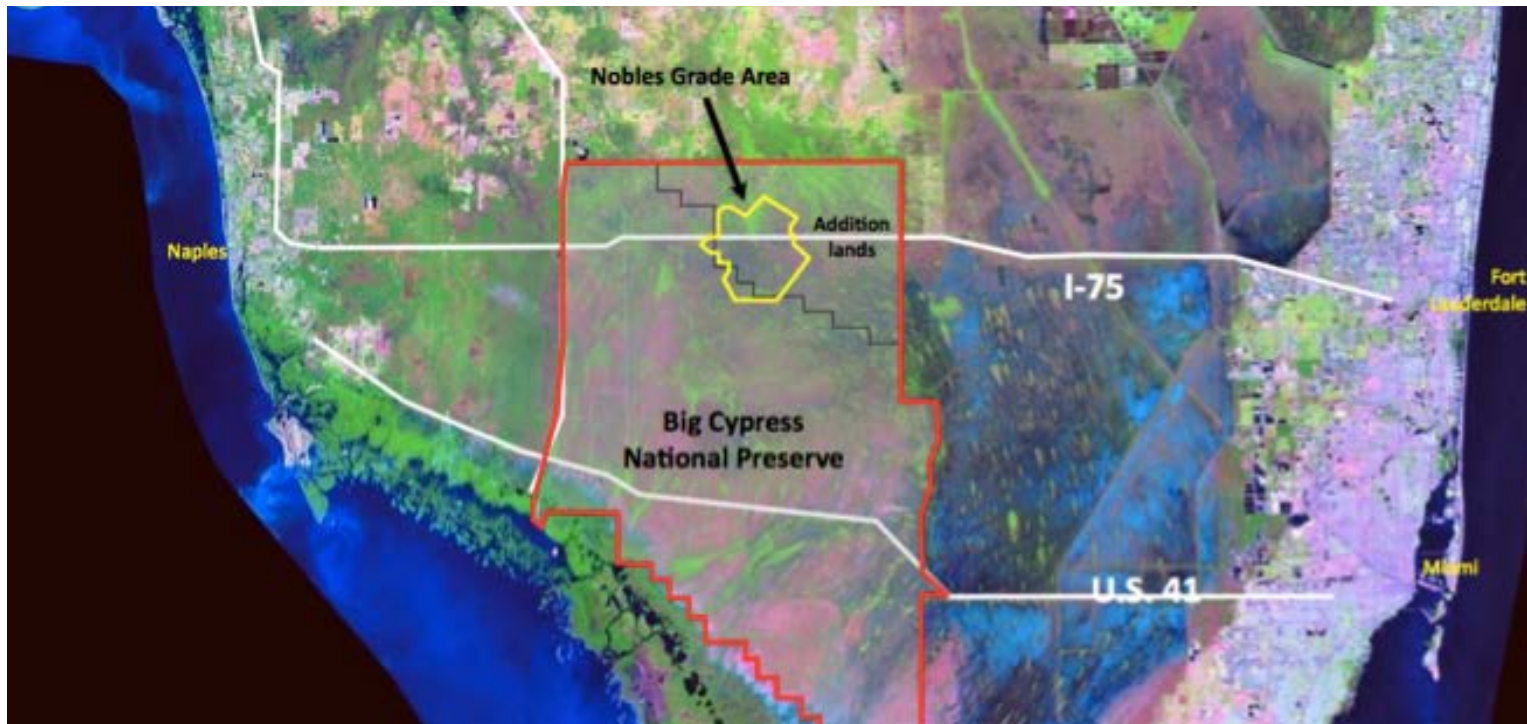 Nobles Grade Area
Addition
lands
Naples
I-75
Fort
Lauderdale
Big Cypress
National Preserve
Miami
U.S. 41